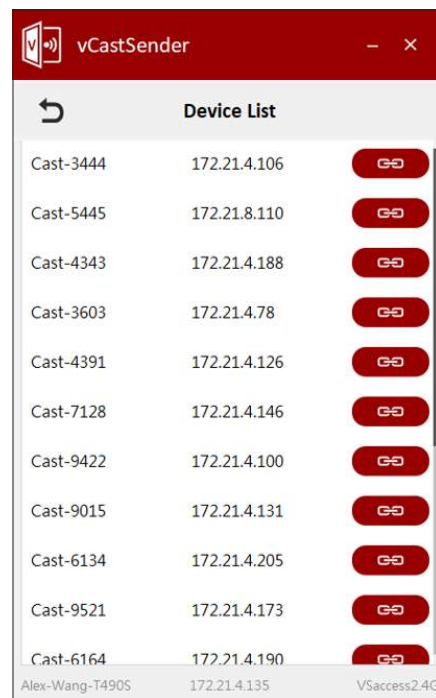 V vCastSender
Device List
Cast-3444 172.21.4.106
Cast-5445 172.21.8.110
Cast-4343 172.21.4.188
Cast-3603 172.21.4.78
Cast-4391 172.21.4.126
Cast-7128 172.21.4.146
Cast-9422 172.21.4.100
Cast-9015 172.21.4.131
Cast-6134 172.21.4.205
Cast-9521 172.21.4.173
Cast-6164 172.21.4.190
Alex-Wang-T490S 172.21.4.135 VSaccess2.4G